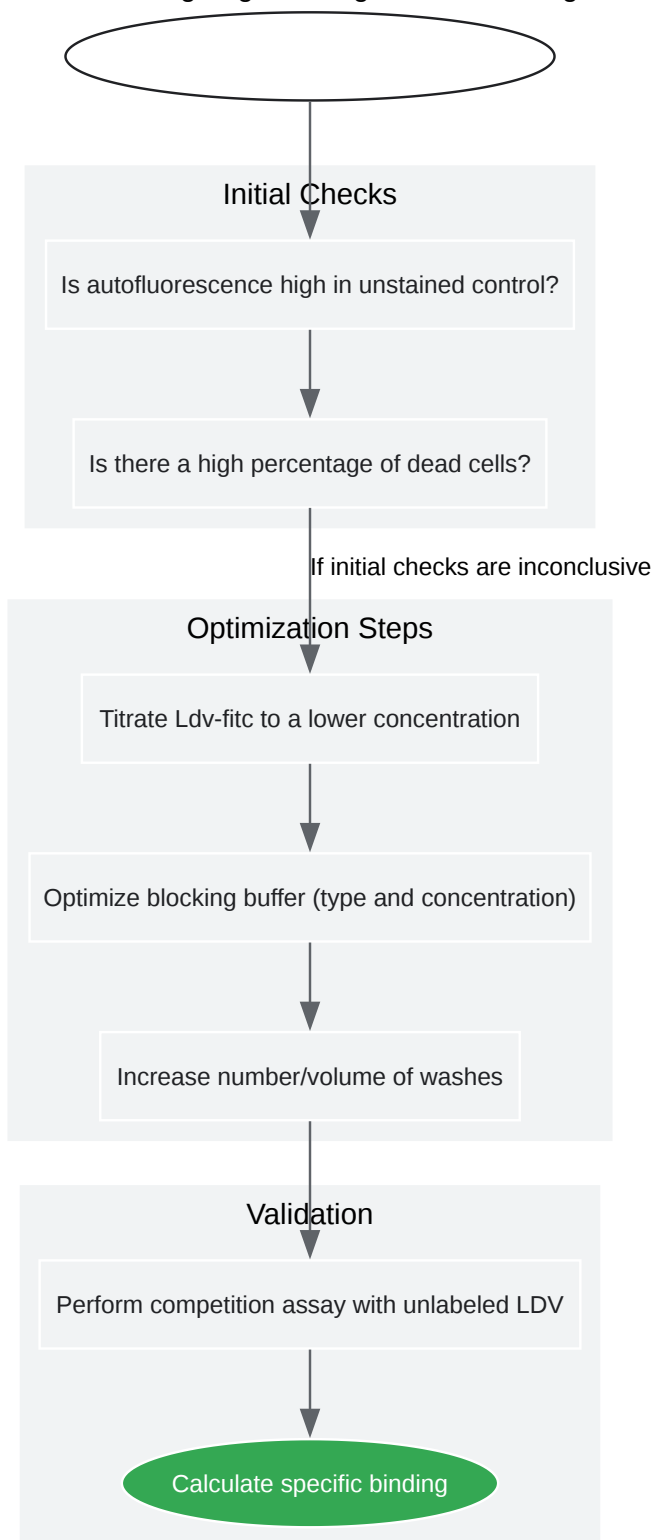 Initial Checks
Is autofluorescence high in unstained control?
Is there a high percentage of dead cells?
If initial checks are inconclusive
Optimization Steps
Titrate Ldv-fitc to a lower concentration
Optimize blocking buffer (type and concentration)
Increase number/volume of washes
Validation
Perform competition assay with unlabeled LDV
Calculate specific binding